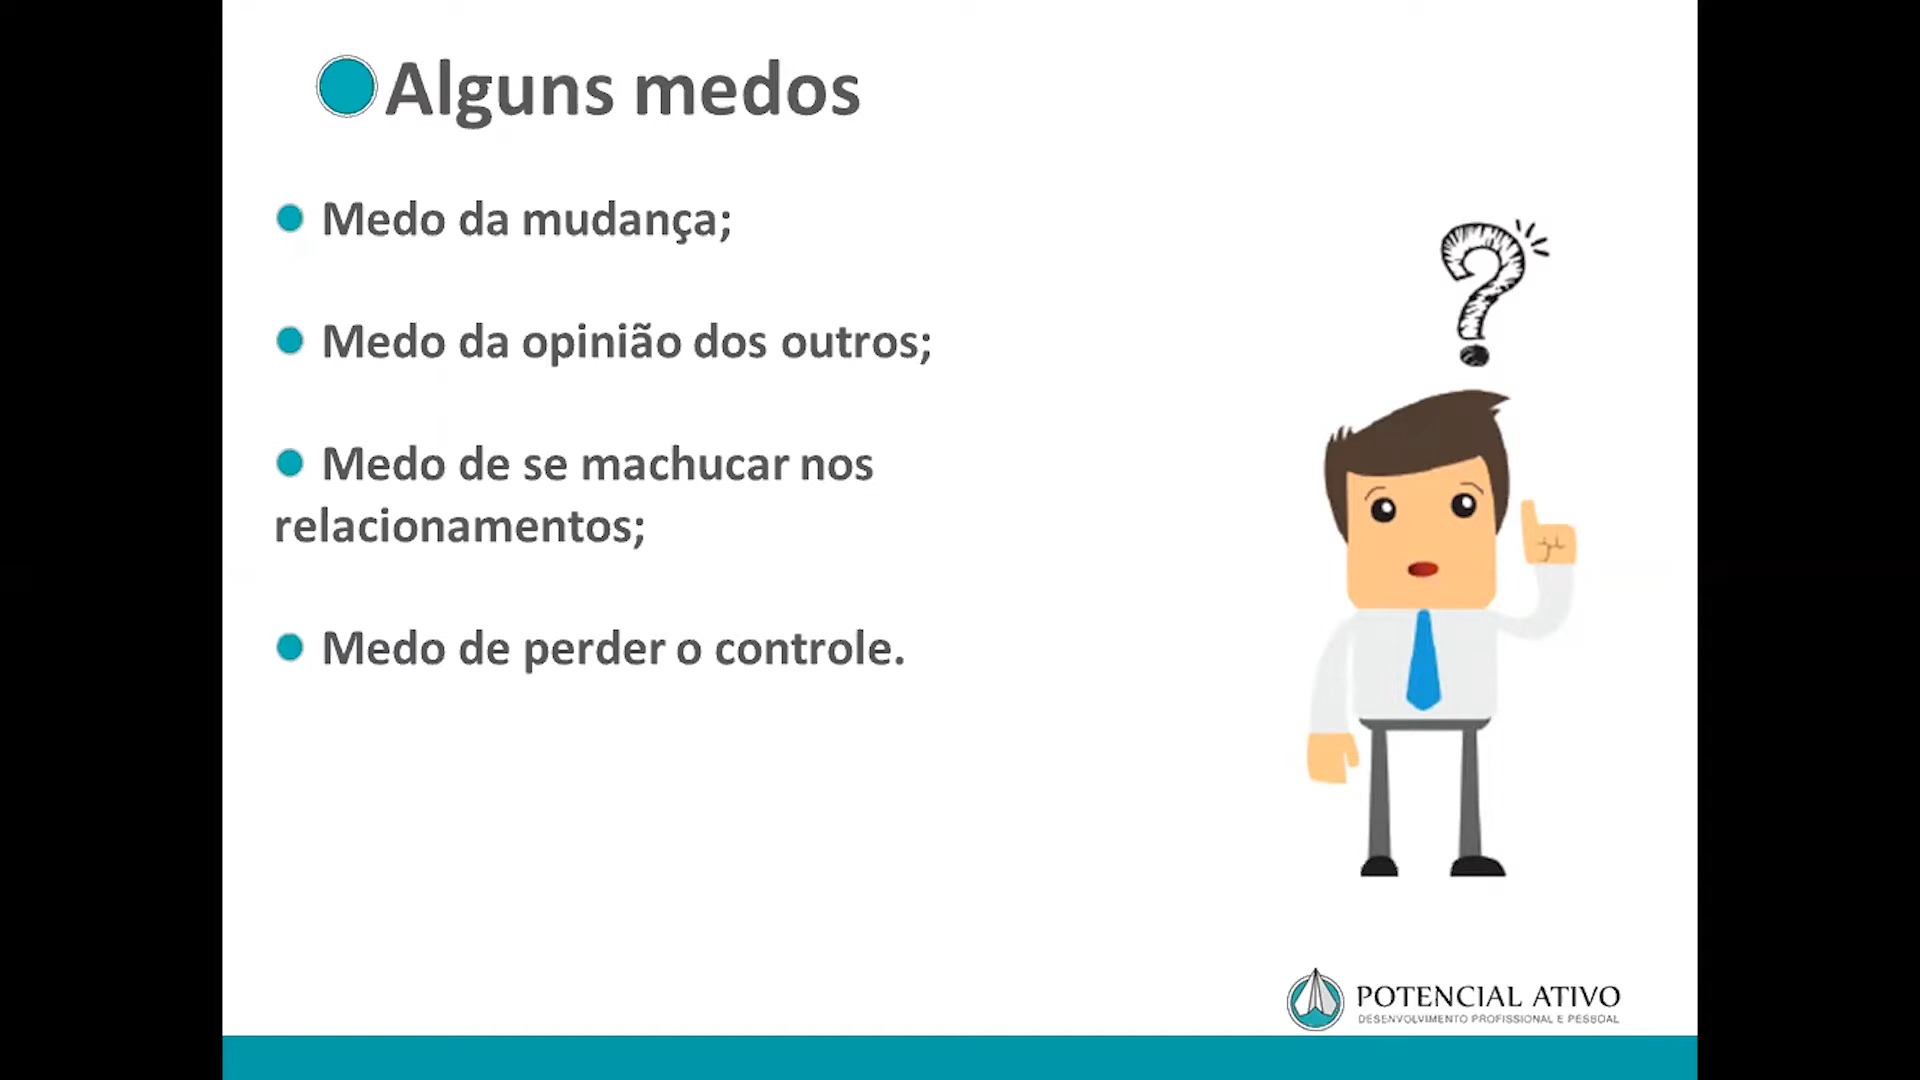 Alguns medos
Medo da mudança;
Medo da opinião dos outros;
Medo de se machucar nos
relacionamentos;
Medo de perder o controle.
?
POTENCIAL ATIVO
DESENVOLVIMENTO PROFISSIONAL E PESSOAL